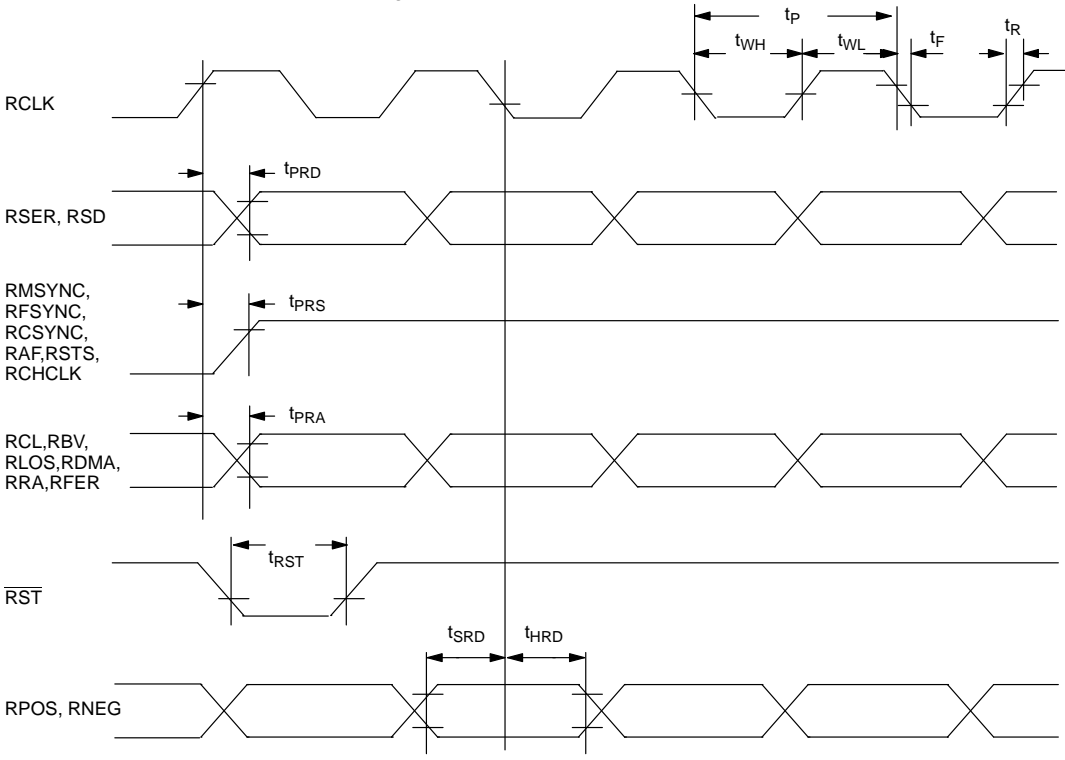 tP
tWH tWL tF tR
RCLK
tPRD
RSER, RSD
RMSYNC,
RFSYNC,
RCSYNC,
RAF,RSTS,
RCHCLK
tPRS
tPRA
RCL,RBV,
RLOS,RDMA,
RRA,RFER
tRST
RST
tSRD tHRD
RPOS, RNEG